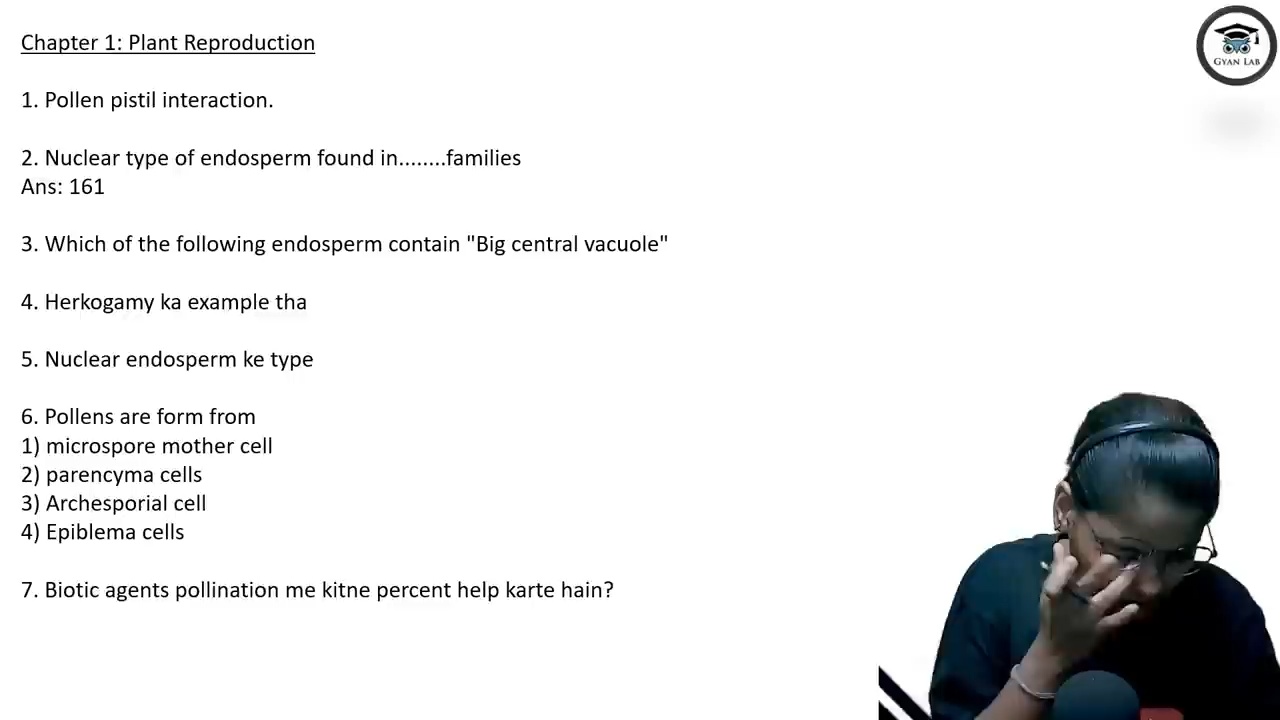 Chapter 1: Plant Reproduction
1. Pollen pistil interaction.
2. Nuclear type of endosperm found in........families
Ans: 161
3. Which of the following endosperm contain "Big central vacuole"
4. Herkogamy ka example tha
5. Nuclear endosperm ke type
6. Pollens are form from
1) microspore mother cell
2) parencyma cells
3) Archesporial cell
4) Epiblema cells
7. Biotic agents pollination me kitne percent help karte hain?
GYAN LAB